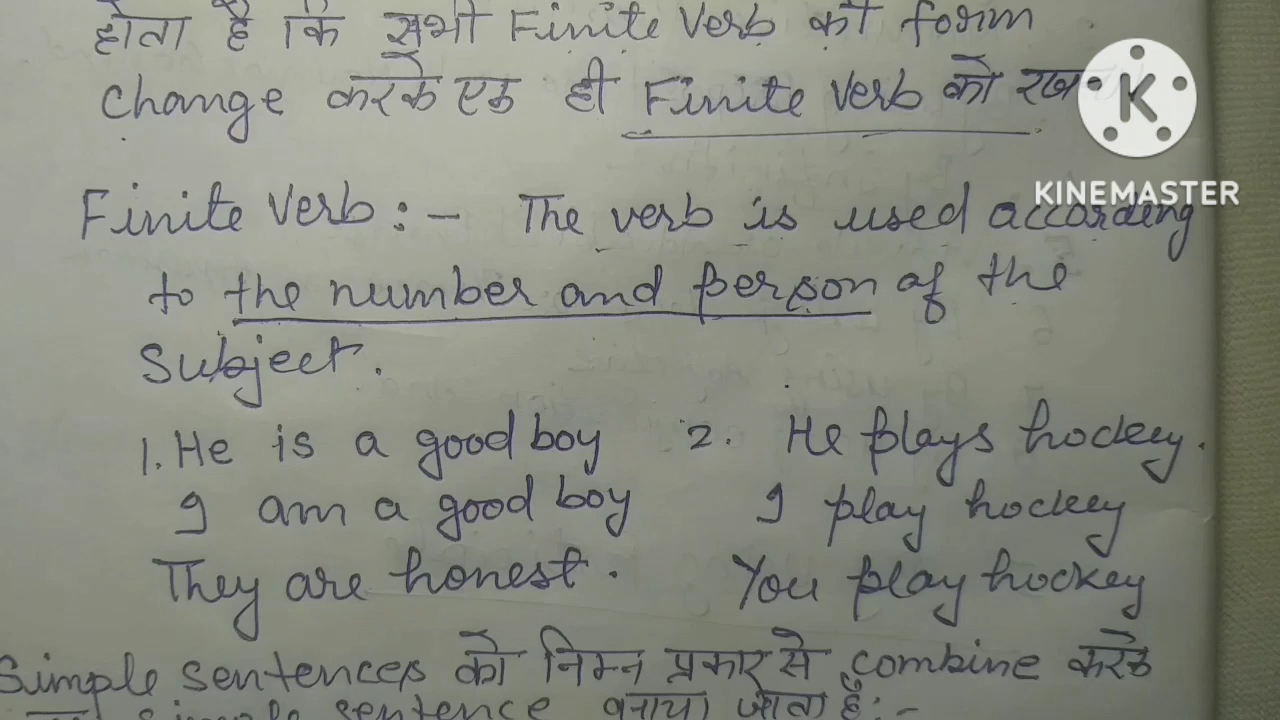 होता है कि सभी Finite Verb को form
change करके एक ही Finite verb को
KINEMASTER
Finite Verb :- The verb is used according
to the number and person of the
Subject.
1. He is a good boy 2. He plays hockey.
I am a good boy I play hockey
They are honest. You play hockey
Simple sentences को निम्न प्रकार से combine करके
simple sentence बनाया जाता है:-